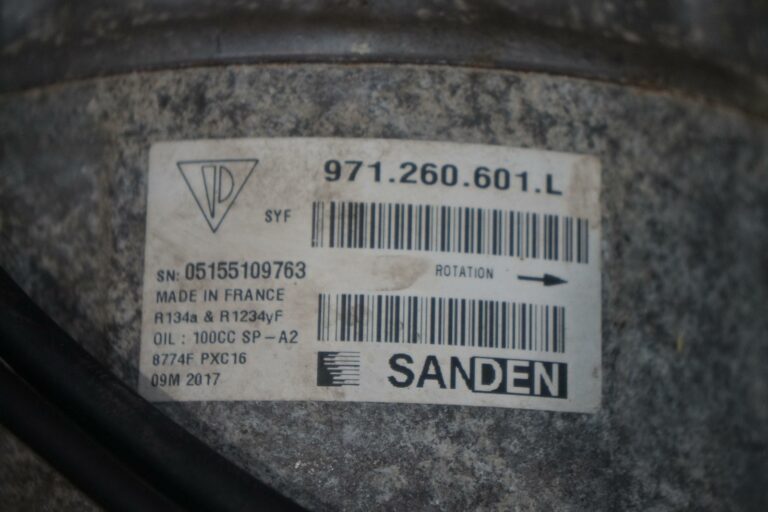 971.260.601.L
SYF
SN: 05155109763
ROTATION
MADE IN FRANCE
R134a & R1234yF
OIL : 100CC SP-A2
8774F PXC16
09M 2017
SANDEN